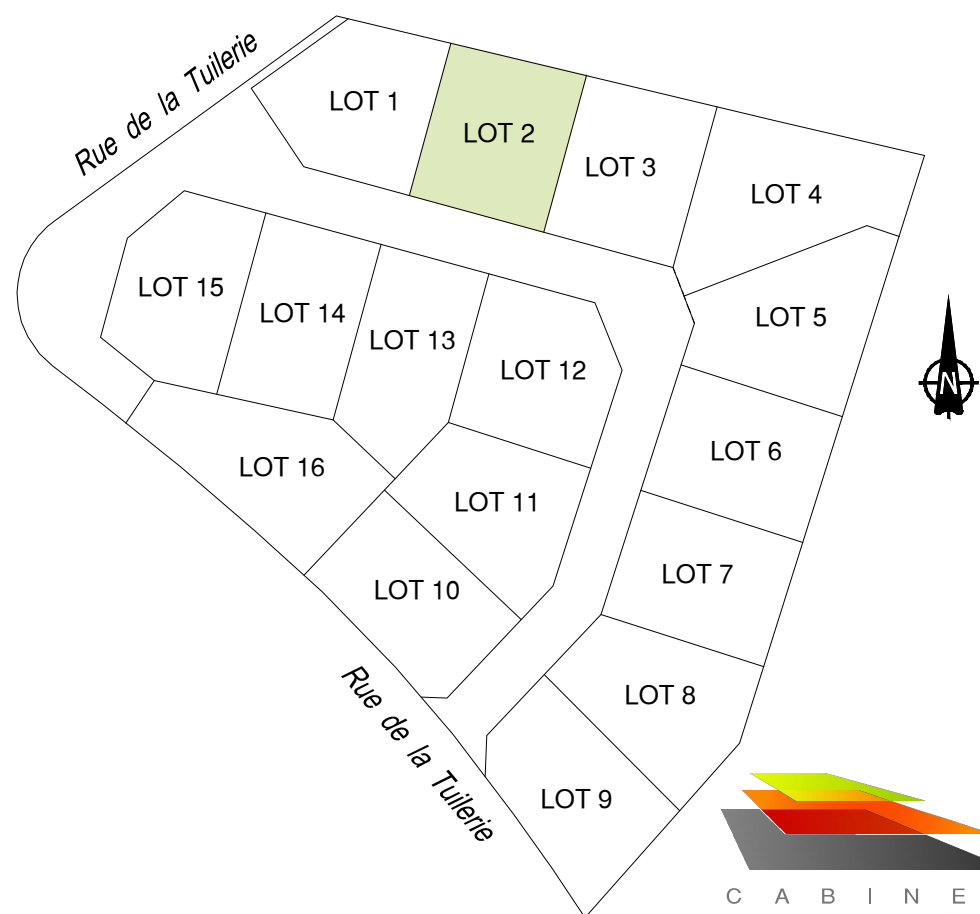 Rue de la Tuilerie
LOT 1
LOT 2
LOT 3
LOT 4
LOT 15
LOT 14
LOT 13
LOT 12
LOT 5
N
LOT 16
LOT 11
LOT 6
LOT 10
LOT 7
Rue de la Tuilerie
LOT 8
LOT 9
C A B I N E